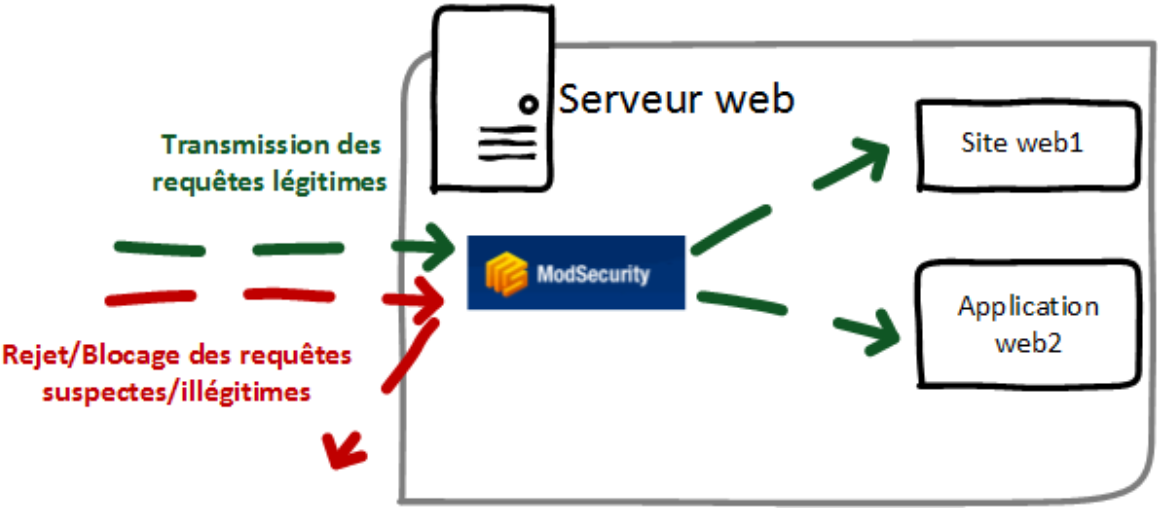 Serveur web
Transmission des
requêtes légitimes
Site web1
ModSecurity
Application
web2
Rejet/Blocage des requêtes
suspectes/illégitimes